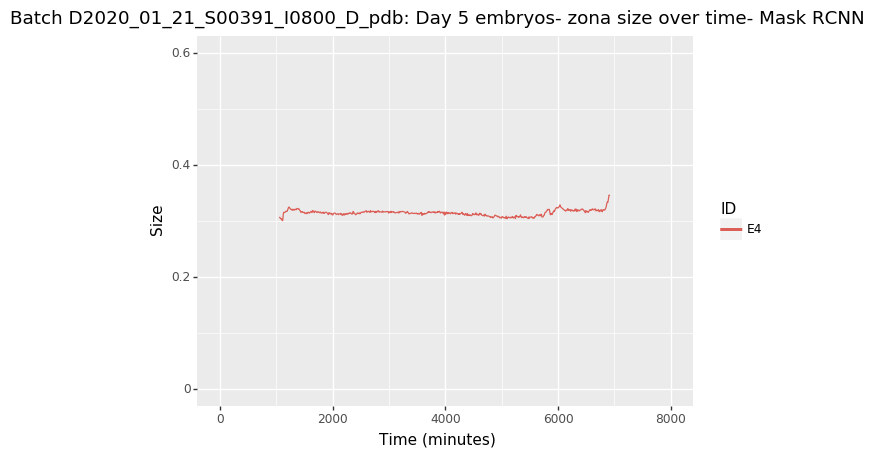 Batch D2020_01_21_S00391_I0800_D_pdb: Day 5 embryos- zona size over time- Mask RCNN
0.6
0.4
0.2
0
Size
0 2000 4000 6000 8000
Time (minutes)
ID
E4